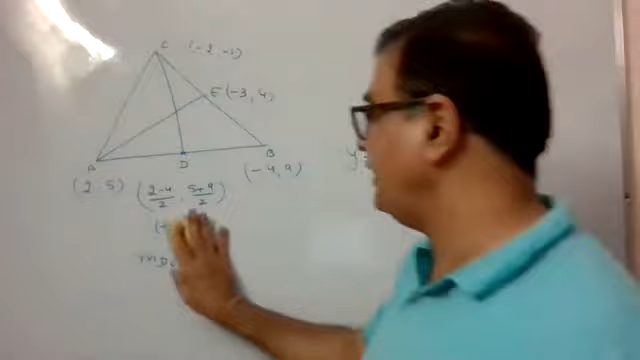 C (-2, -1)
E (-3, 4)
A D B
(2, 5) (2-4/2, 5+9/2) (-4, 9)
y=
(-